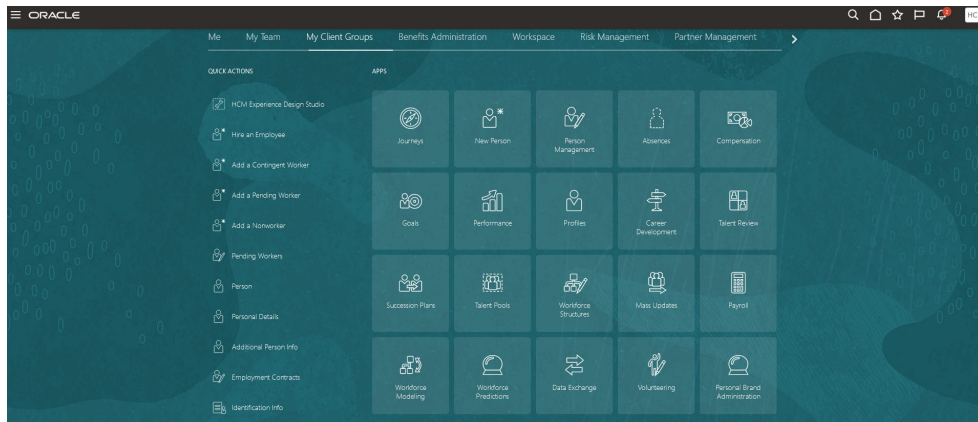 ORACLE
2
HC
Me
My Team
My Client Groups
Benefits Administration
Workspace
Risk Management
Partner Management
QUICK ACTIONS
HCM Experience Design Studio
Hire an Employee
Add a Contingent Worker
Add a Pending Worker
Add a Nonworker
Pending Workers
Person
Personal Details
Additional Person Info
Employment Contracts
Identification Info
APPS
Journeys
New Person
Person
Management
Absences
Compensation
Goals
Performance
Profiles
Career
Development
Talent Review
Succession Plans
Talent Pools
Workforce
Structures
Mass Updates
Payroll
Workforce
Modeling
Workforce
Predictions
Data Exchange
Volunteering
Personal Brand
Administration